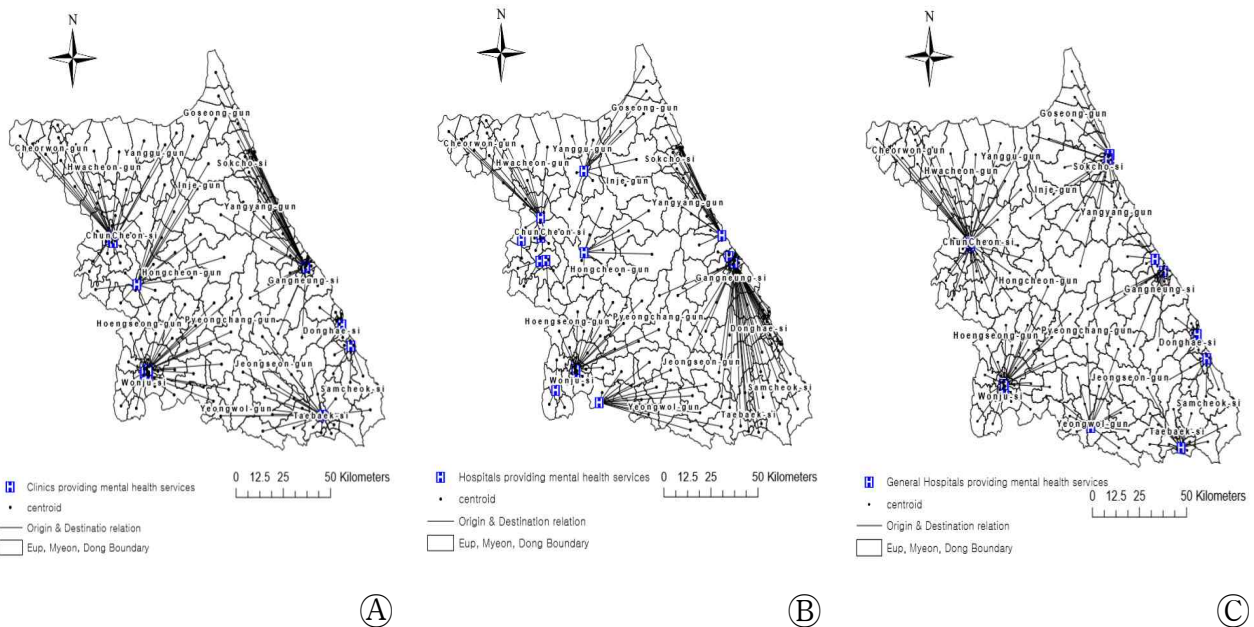 N
Goseong-gun
Cheorwon-gun
Yanggu-gun
Hwacheon-gun
Sokcho-si
Inje-gun
Yangyang-gun
ChunCheon-si
Hongcheon-gun
Gangneung-si
Hoengseong-gun
Pyeongchang-gun
Donghae-si
Jeongseon-gun
Wonju-si
Samcheok-si
Yeongwol-gun
Taebaek-si
0 12.5 25 50 Kilometers
H Clinics providing mental health services
centroid
Origin & Destinatio relation
Eup, Myeon, Dong Boundary
Ⓐ
N
Goseong-gun
Cheorwon-gun
Yanggu-gun
Hwacheon-gun
Sokcho-si
Inje-gun
Yangyang-gun
ChunCheon-si
Hongcheon-gun
Gangneung-si
Hoengseong-gun
Pyeongchang-gun
Donghae-si
Jeongseon-gun
Wonju-si
Samcheok-si
Yeongwol-gun
Taebaek-si
0 12.5 25 50 Kilometers
H Hospitals providing mental health services
centroid
Origin & Destination relation
Eup, Myeon, Dong Boundary
Ⓑ
N
Goseong-gun
Cheorwon-gun
Yanggu-gun
Hwacheon-gun
Sokcho-si
Inje-gun
Yangyang-gun
ChunCheon-si
Hongcheon-gun
Gangneung-si
Hoengseong-gun
Pyeongchang-gun
Donghae-si
Jeongseon-gun
Wonju-si
Samcheok-si
Yeongwol-gun
Taebaek-si
H General Hospitals providing mental health services
0 12.5 25 50 Kilometers
centroid
Origin & Destination relation
Eup, Myeon, Dong Boundary
Ⓒ